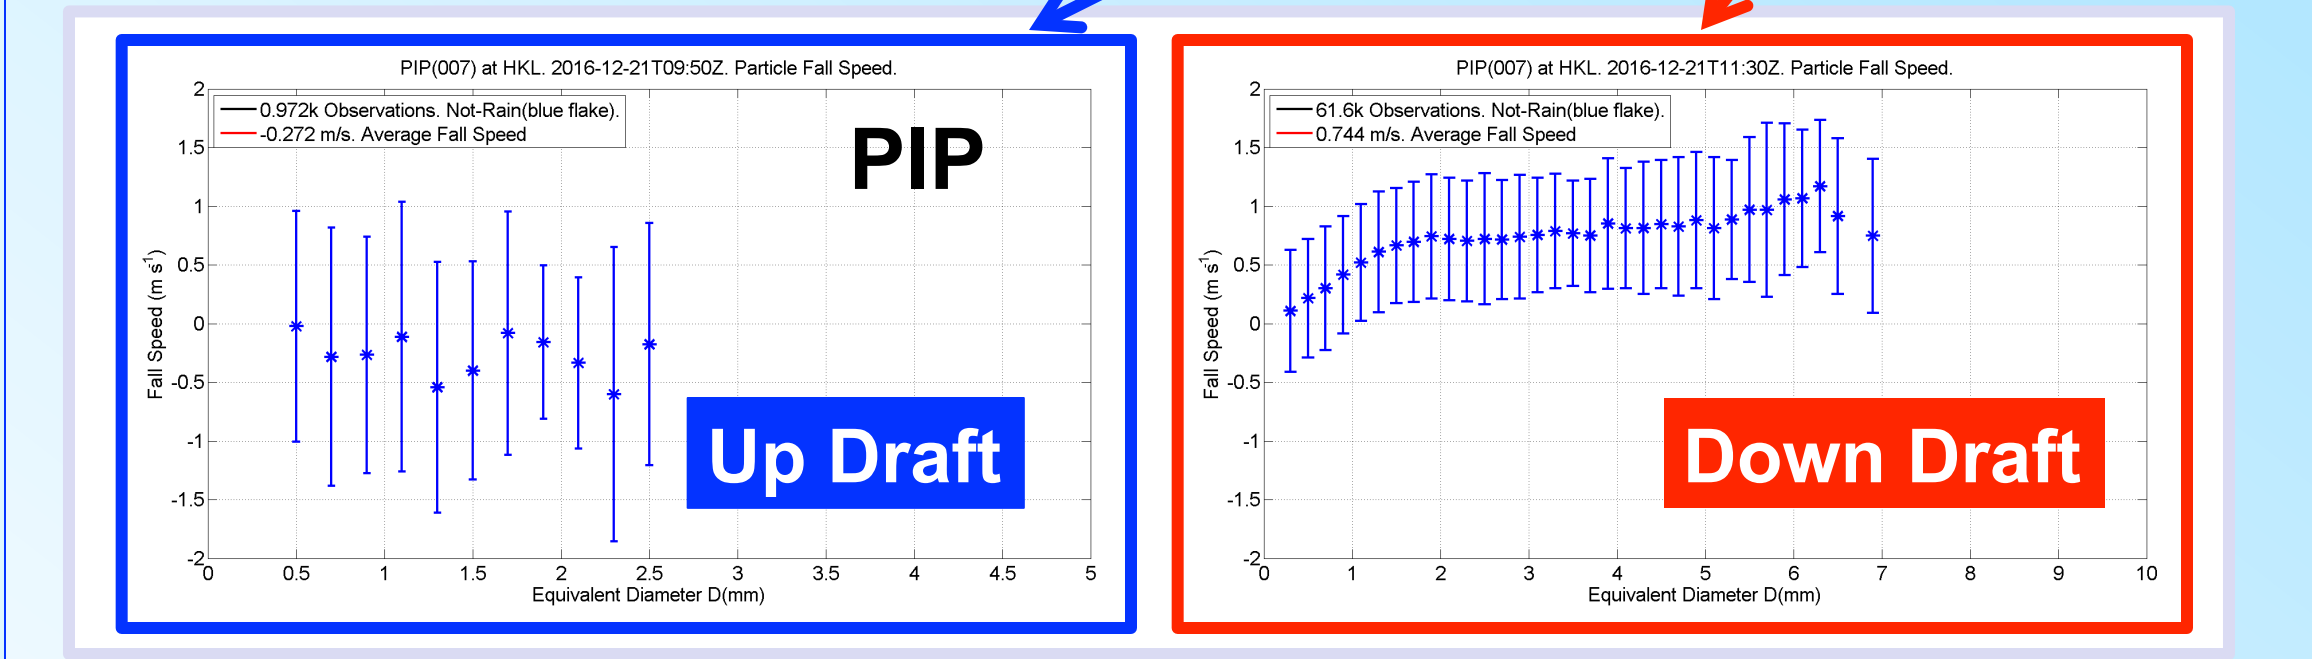 PIP(007) at HKL. 2016-12-21T09:50Z. Particle Fall Speed.
0.972k Observations. Not-Rain(blue flake).
-0.272 m/s. Average Fall Speed
PIP
Up Draft
Fall Speed (m s-1)
2
1.5
1
0.5
0
-0.5
-1
-1.5
-2
0 0.5 1 1.5 2 2.5 3 3.5 4 4.5 5
Equivalent Diameter D(mm)
PIP(007) at HKL. 2016-12-21T11:30Z. Particle Fall Speed.
61.6k Observations. Not-Rain(blue flake).
0.744 m/s. Average Fall Speed
Down Draft
Fall Speed (m s-1)
2
1.5
1
0.5
0
-0.5
-1
-1.5
-2
0 1 2 3 4 5 6 7 8 9 10
Equivalent Diameter D(mm)